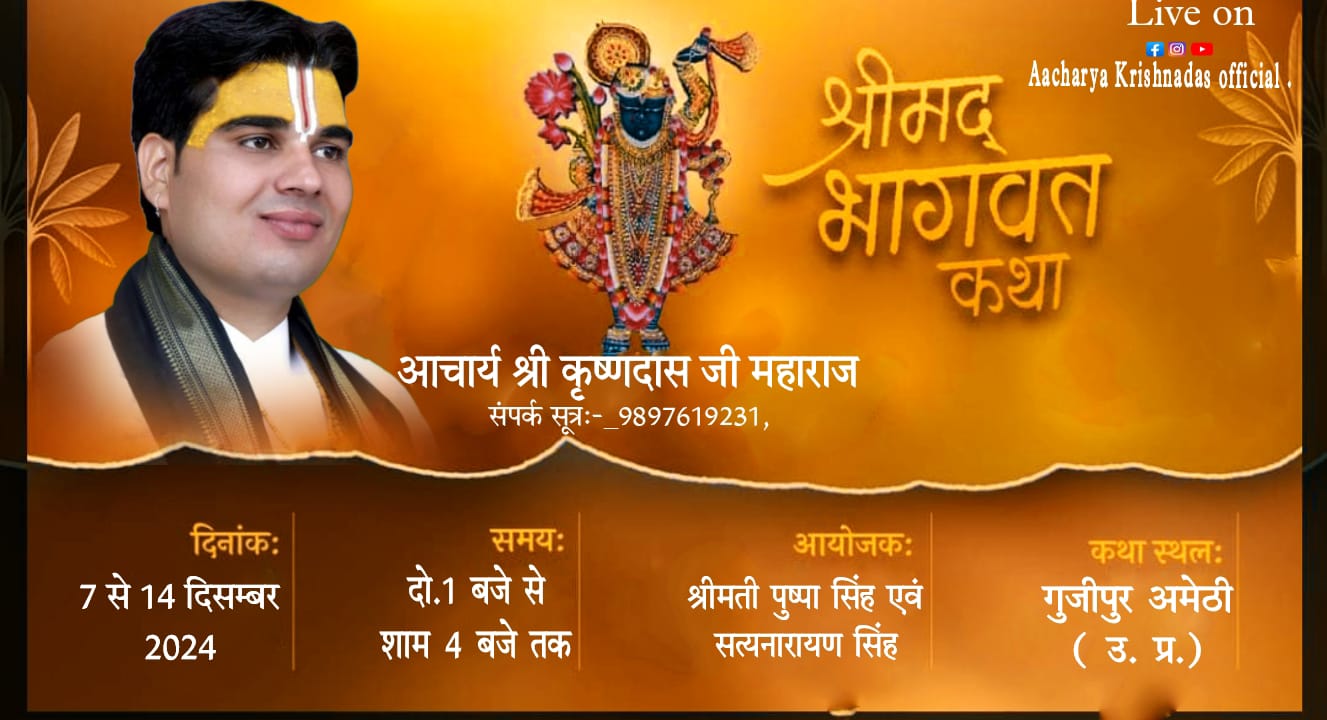 Live on
Aacharya Krishnadas official .
श्रीमद्
भागवत
कथा
आचार्य श्री कृष्णदास जी महाराज
संपर्क सूत्रः-_9897619231,
दिनांक:
7 से 14 दिसम्बर
2024
समय:
दो.1 बजे से
शाम 4 बजे तक
आयोजक:
श्रीमती पुष्पा सिंह एवं
सत्यनारायण सिंह
कथा स्थल:
गुजीपुर अमेठी
( उ. प्र.)